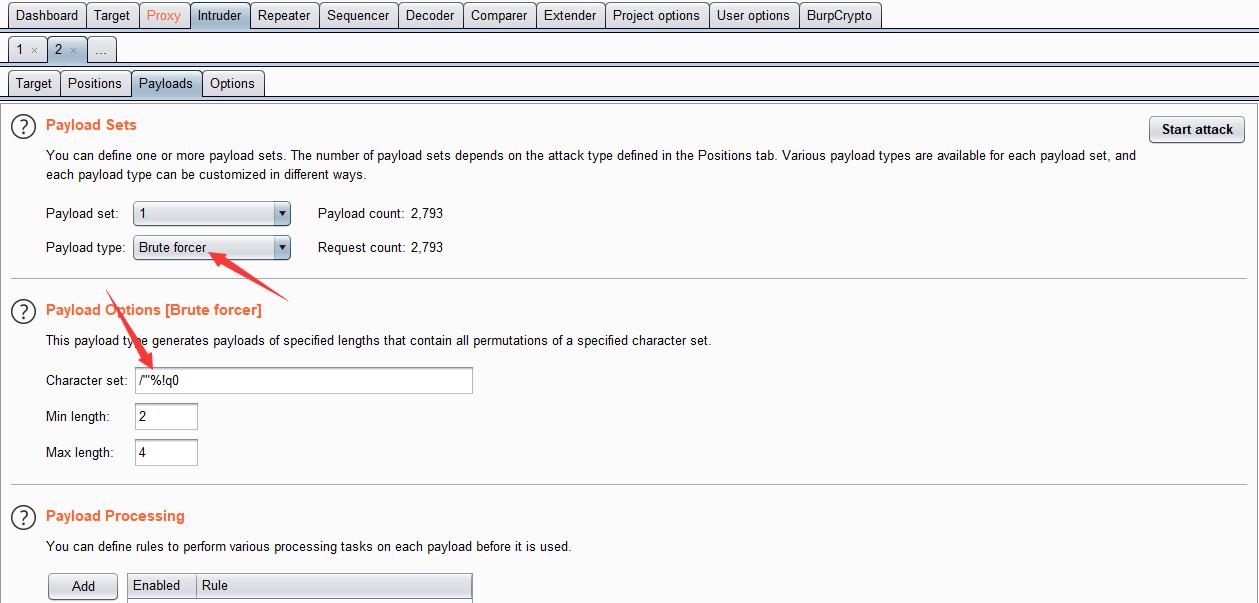 Dashboard Target Proxy Intruder Repeater Sequencer Decoder Comparer Extender Project options User options BurpCrypto
1 × 2 × ...
Target Positions Payloads Options
? Payload Sets
Start attack
You can define one or more payload sets. The number of payload sets depends on the attack type defined in the Positions tab. Various payload types are available for each payload set, and
each payload type can be customized in different ways.
Payload set: 1 Payload count: 2,793
Payload type: Brute forcer Request count: 2,793
? Payload Options [Brute forcer]
This payload type generates payloads of specified lengths that contain all permutations of a specified character set.
Character set: /'"%!q0
Min length: 2
Max length: 4
? Payload Processing
You can define rules to perform various processing tasks on each payload before it is used.
Add Enabled Rule